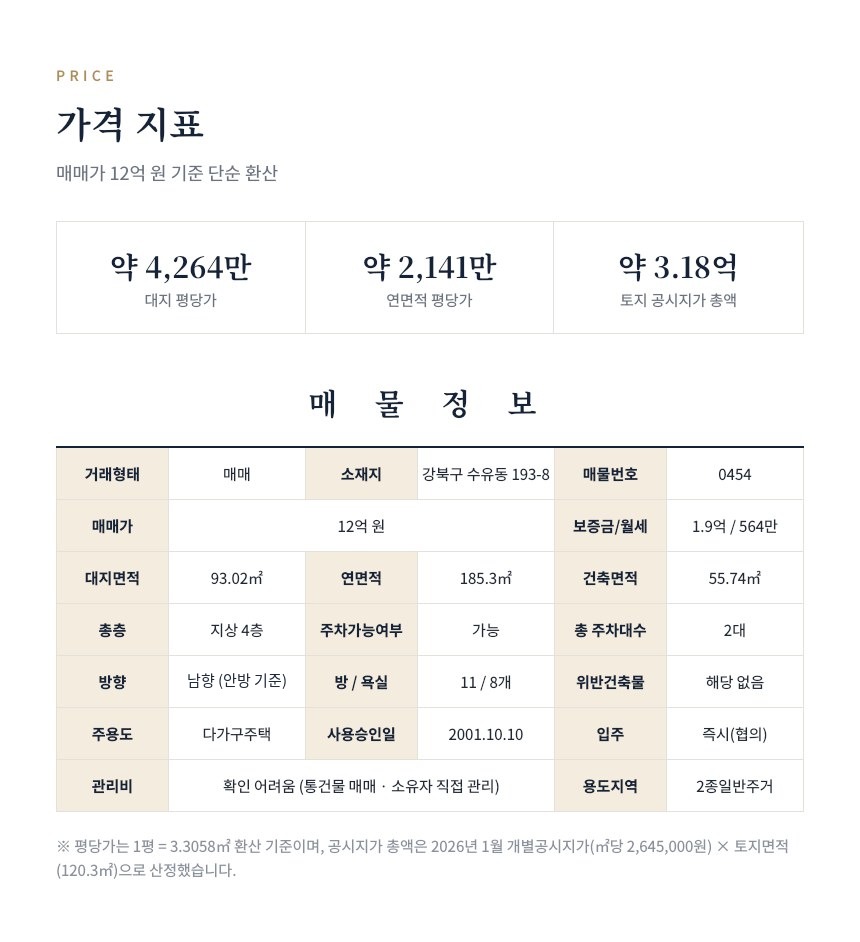 PRICE
가격 지표
매매가 12억 원 기준 단순 환산
약 4,264만 약 2,141만 약 3.18억
대지 평당가 연면적 평당가 토지 공시지가 총액
매 물 정 보
거래형태 매매 소재지 강북구 수유동 193-8 매물번호 0454
매매가 12억 원 보증금/월세 1.9억 / 564만
대지면적 93.02㎡ 연면적 185.3㎡ 건축면적 55.74㎡
총층 지상 4층 주차가능여부 가능 총 주차대수 2대
방향 남향 (안방 기준) 방 / 욕실 11 / 8개 위반건축물 해당 없음
주용도 다가구주택 사용승인일 2001.10.10 입주 즉시(협의)
관리비 확인 어려움 (통건물 매매 · 소유자 직접 관리) 용도지역 2종일반주거
※ 평당가는 1평 = 3.3058㎡ 환산 기준이며, 공시지가 총액은 2026년 1월 개별공시지가(㎡당 2,645,000원) × 토지면적
(120.3㎡)으로 산정했습니다.